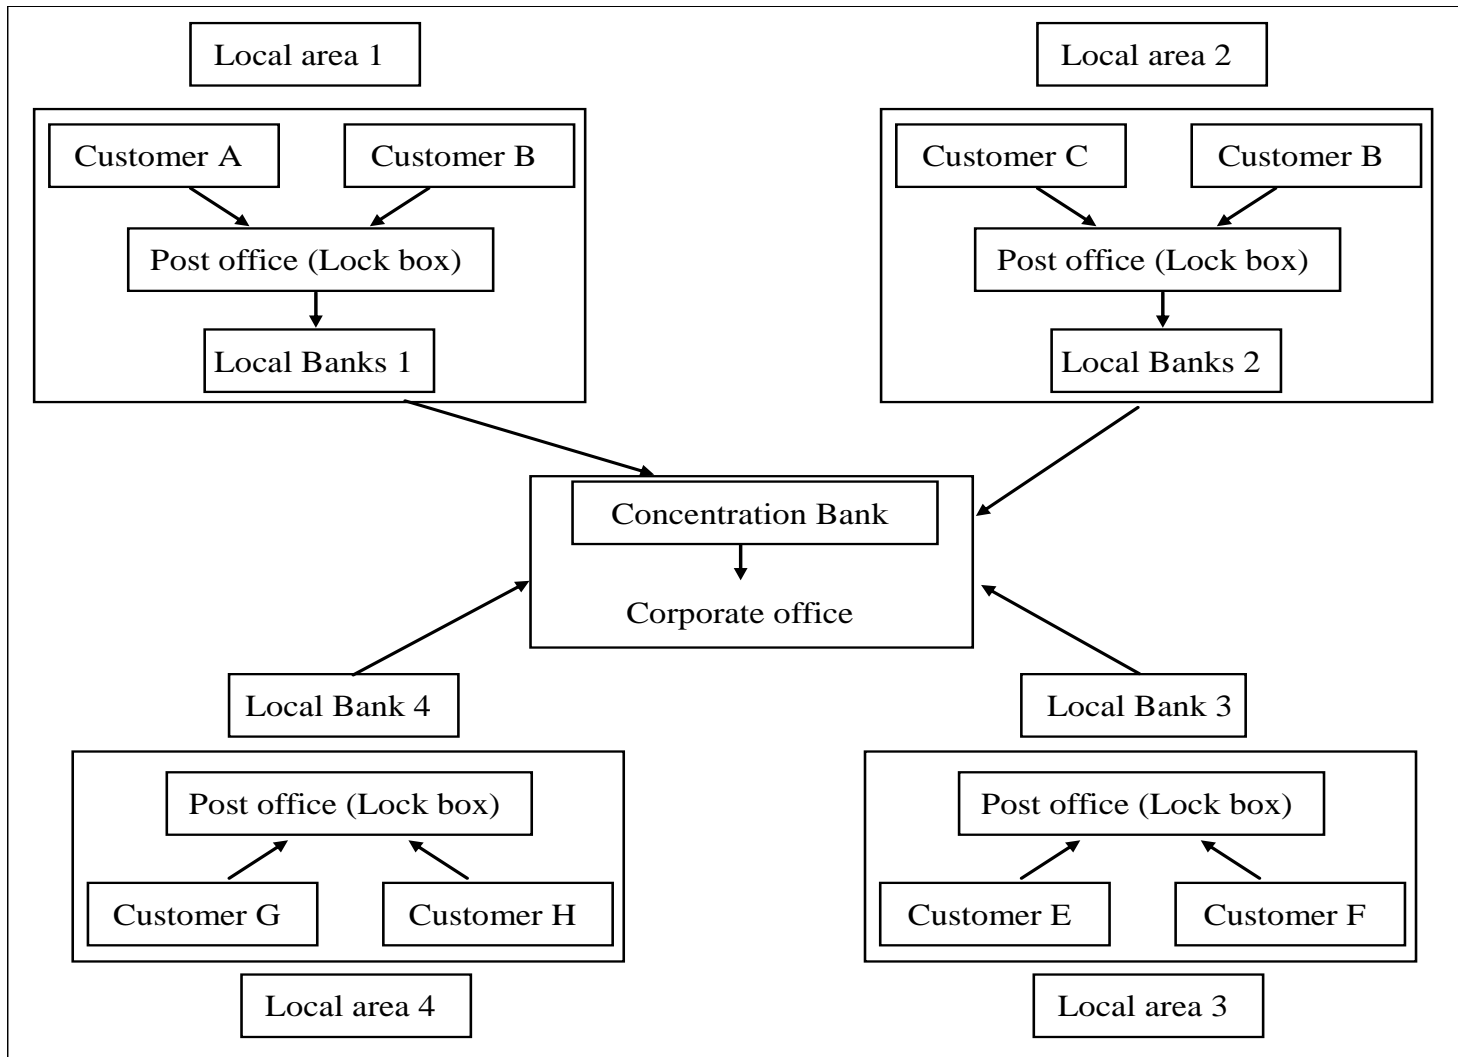 Local area 1
Local area 2
Customer A
Customer B
Customer C
Customer B
Post office (Lock box)
Post office (Lock box)
Local Banks 1
Local Banks 2
Concentration Bank
Corporate office
Local Bank 4
Local Bank 3
Post office (Lock box)
Post office (Lock box)
Customer G
Customer H
Customer E
Customer F
Local area 4
Local area 3